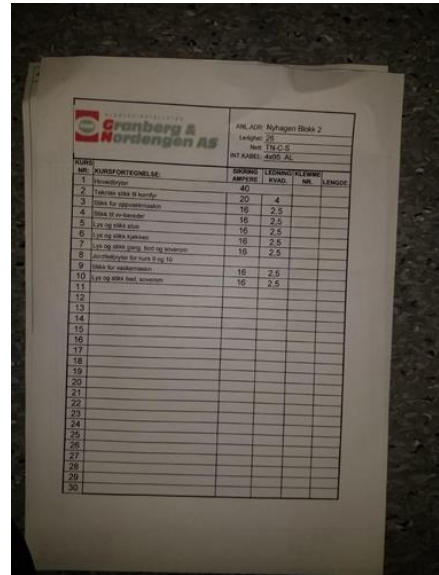 Granberg &
Nordengen AS
ANL.ADR: Nyhagen Blokk 2
Leilighet: 25
Nett: TN-C-S
INT.KABEL: 4x95 AL
KURS NR. KURSFORTEGNELSE: SIKRING AMPERE LEDNING KVAD. KLEMME NR. LENGDE
1 Hovedbryter 40
2 Teknisk stikk til komfyr 20 4
3 Stikk for oppvaskmaskin 16 2,5
4 Stikk til vv-bereder 16 2,5
5 Lys og stikk stue 16 2,5
6 Lys og stikk kjøkken 16 2,5
7 Lys og stikk gang, bod og soverom 16 2,5
8 Jordfeilbryter for kurs 9 og 10
9 Stikk for vaskemaskin 16 2,5
10 Lys og stikk bad, soverom 16 2,5
11
12
13
14
15
16
17
18
19
20
21
22
23
24
25
26
27
28
29
30